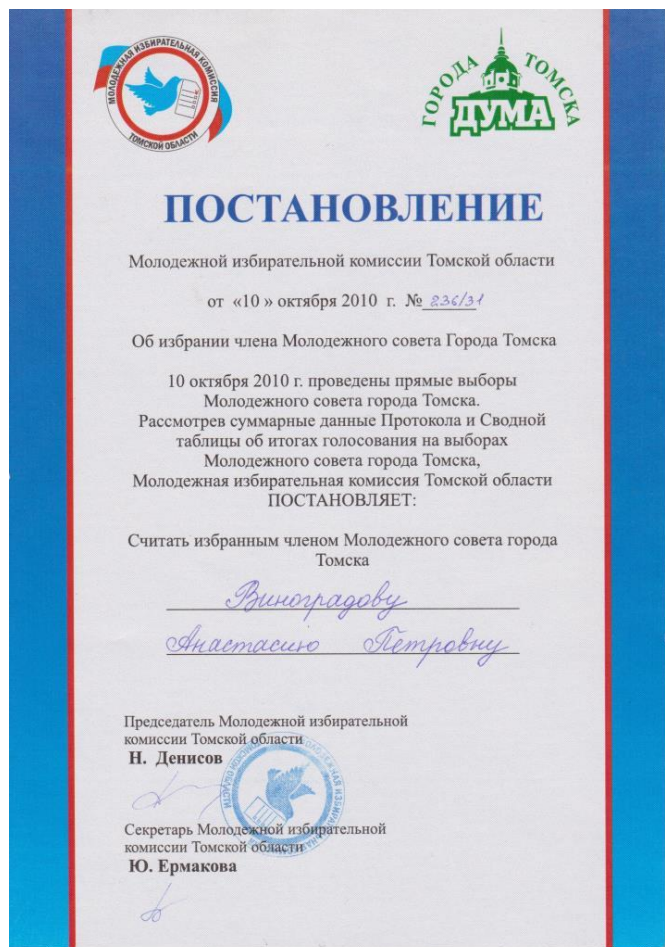 МОЛОДЕЖНАЯ ИЗБИРАТЕЛЬНАЯ КОМИССИЯ
ТОМСКОЙ ОБЛАСТИ
ГОРОДА ТОМСКА
ДУМА
ПОСТАНОВЛЕНИЕ
Молодежной избирательной комиссии Томской области
от «10 » октября 2010 г. № 236/31
Об избрании члена Молодежного совета Города Томска
10 октября 2010 г. проведены прямые выборы
Молодежного совета города Томска.
Рассмотрев суммарные данные Протокола и Сводной
таблицы об итогах голосования на выборах
Молодежного совета города Томска,
Молодежная избирательная комиссия Томской области
ПОСТАНОВЛЯЕТ:
Считать избранным членом Молодежного совета города
Томска
Виноградову
Анастасию Петровну
Председатель Молодежной избирательной
комиссии Томской области
Н. Денисов
Секретарь Молодежной избирательной
комиссии Томской области
Ю. Ермакова